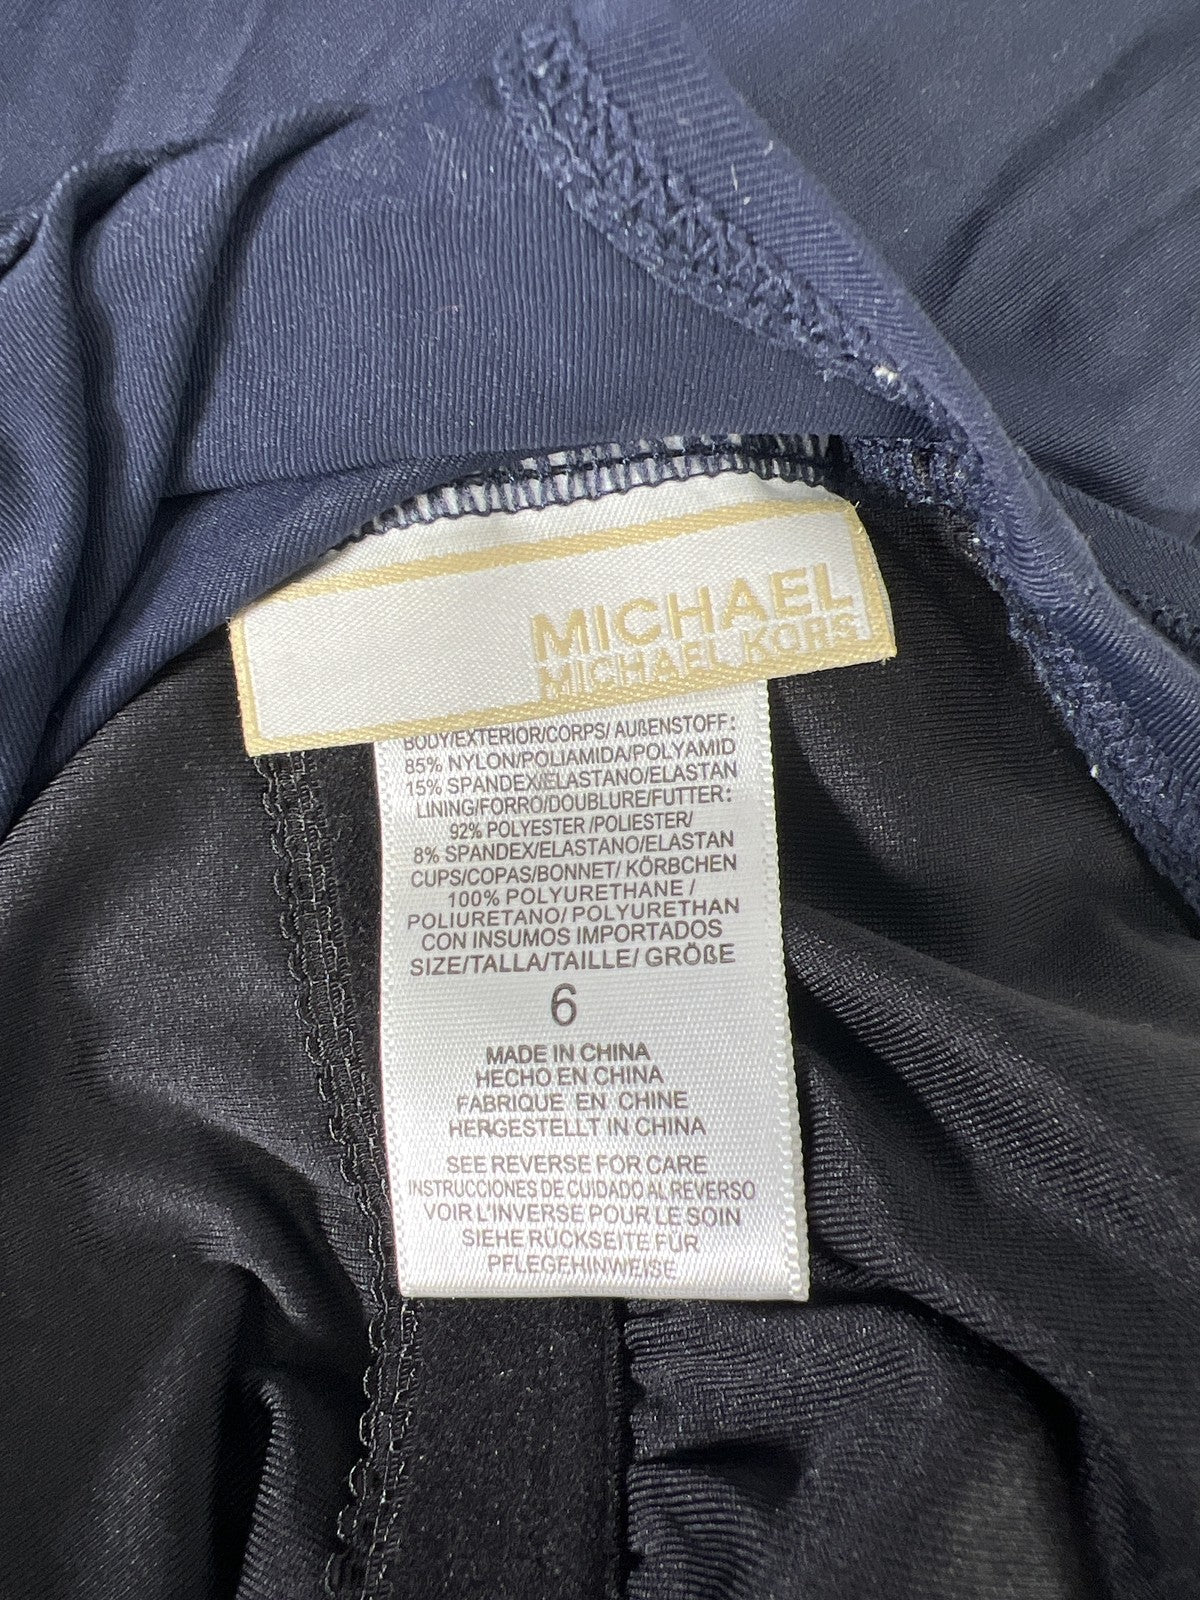 MICHAEL
MICHAEL KORS
BODY/EXTERIOR/CORPS/ AUßENSTOFF:
85% NYLON/POLIAMIDA/POLYAMID
15% SPANDEX/ELASTANO/ELASTAN
LINING/FORRO/DOUBLURE/FUTTER:
92% POLYESTER /POLIESTER/
8% SPANDEX/ELASTANO/ELASTAN
CUPS/COPAS/BONNET/ KÖRBCHEN
100% POLYURETHANE /
POLIURETANO/ POLYURETHAN
CON INSUMOS IMPORTADOS
SIZE/TALLA/TAILLE/ GRÖßE
6
MADE IN CHINA
HECHO EN CHINA
FABRIQUE EN CHINE
HERGESTELLT IN CHINA
SEE REVERSE FOR CARE
INSTRUCCIONES DE CUIDADO AL REVERSO
VOIR L'INVERSE POUR LE SOIN
SIEHE RÜCKSEITE FÜR
PFLEGEHINWEISE